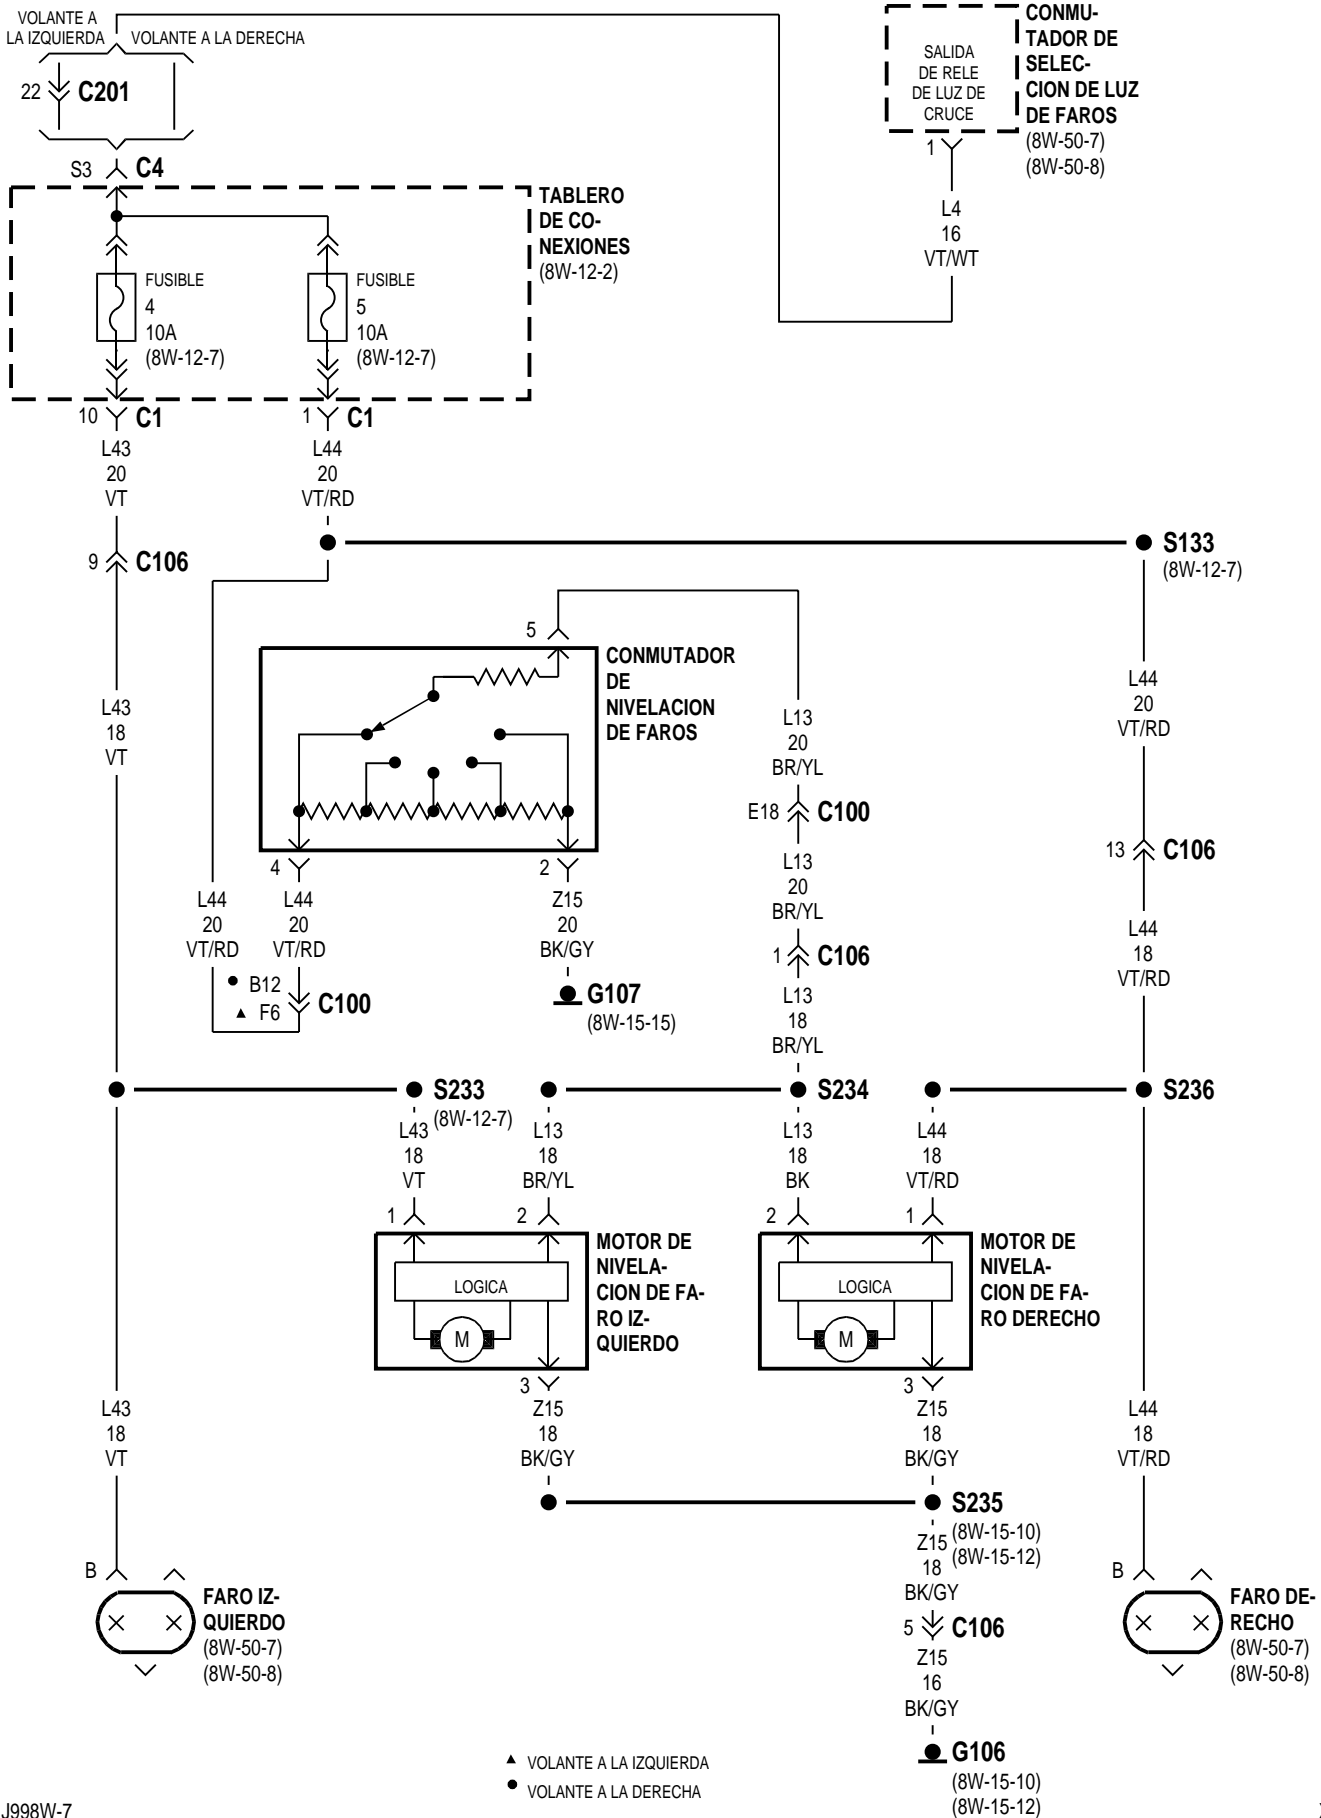 VOLANTE A
LA IZQUIERDA
VOLANTE A LA DERECHA
22
C201
S3
C4
SALIDA
DE RELE
DE LUZ DE
CRUCE
CONMU-
TADOR DE
SELEC-
CION DE LUZ
DE FAROS
(8W-50-7)
(8W-50-8)
1
L4
16
VT/WT
TABLERO
DE CO-
NEXIONES
(8W-12-2)
FUSIBLE
4
10A
(8W-12-7)
FUSIBLE
5
10A
(8W-12-7)
10
C1
1
C1
L43
20
VT
L44
20
VT/RD
9
C106
S133
(8W-12-7)
5
CONMUTADOR
DE
NIVELACION
DE FAROS
L43
18
VT
L13
20
BR/YL
L44
20
VT/RD
E18
C100
13
C106
4
2
L13
20
BR/YL
L44
20
VT/RD
L44
20
VT/RD
Z15
20
BK/GY
1
C106
L44
18
VT/RD
● B12
▲ F6
C100
G107
(8W-15-15)
L13
18
BR/YL
S233
(8W-12-7)
S234
S236
L43
18
VT
L13
18
BR/YL
L13
18
BK
L44
18
VT/RD
1
2
2
1
LOGICA
M
MOTOR DE
NIVELA-
CION DE FA-
RO IZ-
QUIERDO
LOGICA
M
MOTOR DE
NIVELA-
CION DE FA-
RO DERECHO
3
3
L43
18
VT
Z15
18
BK/GY
Z15
18
BK/GY
L44
18
VT/RD
S235
(8W-15-10)
(8W-15-12)
Z15
18
BK/GY
B
FARO IZ-
QUIERDO
(8W-50-7)
(8W-50-8)
5
C106
Z15
16
BK/GY
B
FARO DE-
RECHO
(8W-50-7)
(8W-50-8)
G106
(8W-15-10)
(8W-15-12)
▲ VOLANTE A LA IZQUIERDA
● VOLANTE A LA DERECHA
J998W-7